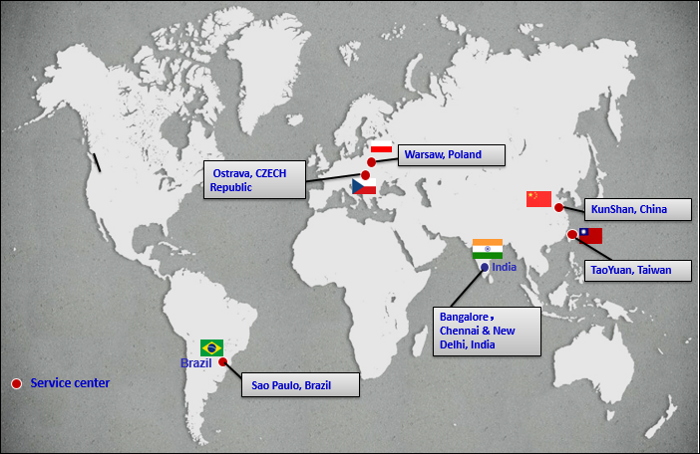 Warsaw, Poland
Ostrava, CZECH
Republic
KunShan, China
India
TaoYuan, Taiwan
Bangalore，
Chennai & New
Delhi, India
Brazil
Service center
Sao Paulo, Brazil